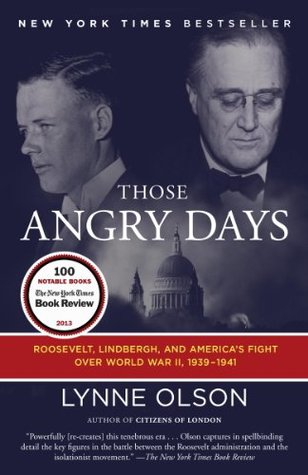 NEW YORK TIMES BESTSELLER
THOSE
ANGRY DAYS
100
NOTABLE BOOKS
The New York Times
Book Review
2013
ROOSEVELT, LINDBERGH, AND AMERICA'S FIGHT
OVER WORLD WAR II, 1939–1941
LYNNE OLSON
AUTHOR OF CITIZENS OF LONDON
"Powerfully [re-creates] this tenebrous era . . . Olson captures in spellbinding
detail the key figures in the battle between the Roosevelt administration and the
isolationist movement." —The New York Times Book Review